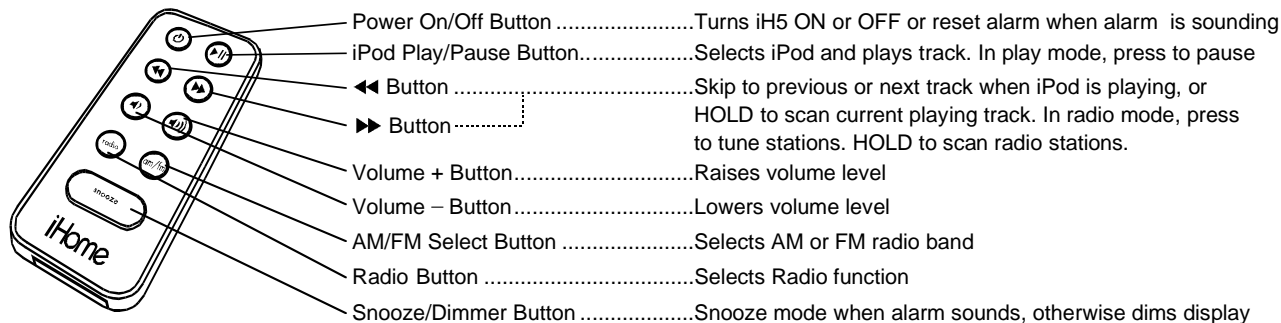 Power On/Off Button ......................Turns iH5 ON or OFF or reset alarm when alarm is sounding
iPod Play/Pause Button....................Selects iPod and plays track. In play mode, press to pause
◀◀ Button ........................................Skip to previous or next track when iPod is playing, or
▶▶ Button ............ HOLD to scan current playing track. In radio mode, press
to tune stations. HOLD to scan radio stations.
Volume + Button...............................Raises volume level
Volume – Button...............................Lowers volume level
AM/FM Select Button .......................Selects AM or FM radio band
Radio Button ....................................Selects Radio function
Snooze/Dimmer Button ....................Snooze mode when alarm sounds, otherwise dims display
radio
am/fm
snooze
iHome